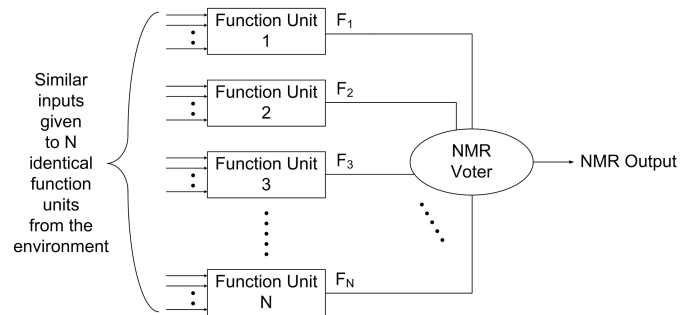 Similar
inputs
given
to N
identical
function
units
from the
environment
Function Unit
1
F₁
Function Unit
2
F₂
Function Unit
3
F₃
Function Unit
N
F_N
NMR
Voter
NMR Output